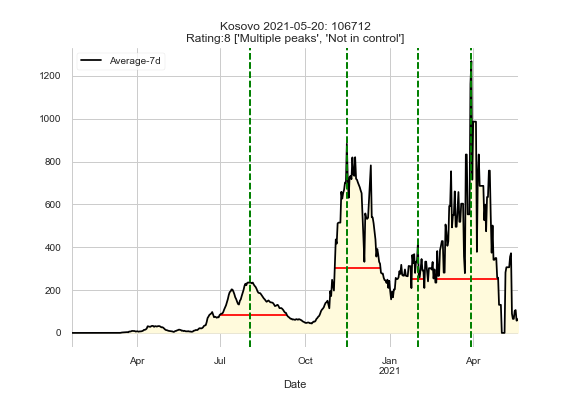 Kosovo 2021-05-20: 106712
Rating:8 ['Multiple peaks', 'Not in control']
Average-7d
1200
1000
800
600
400
200
0
Apr
Jul
Oct
Jan
2021
Apr
Date